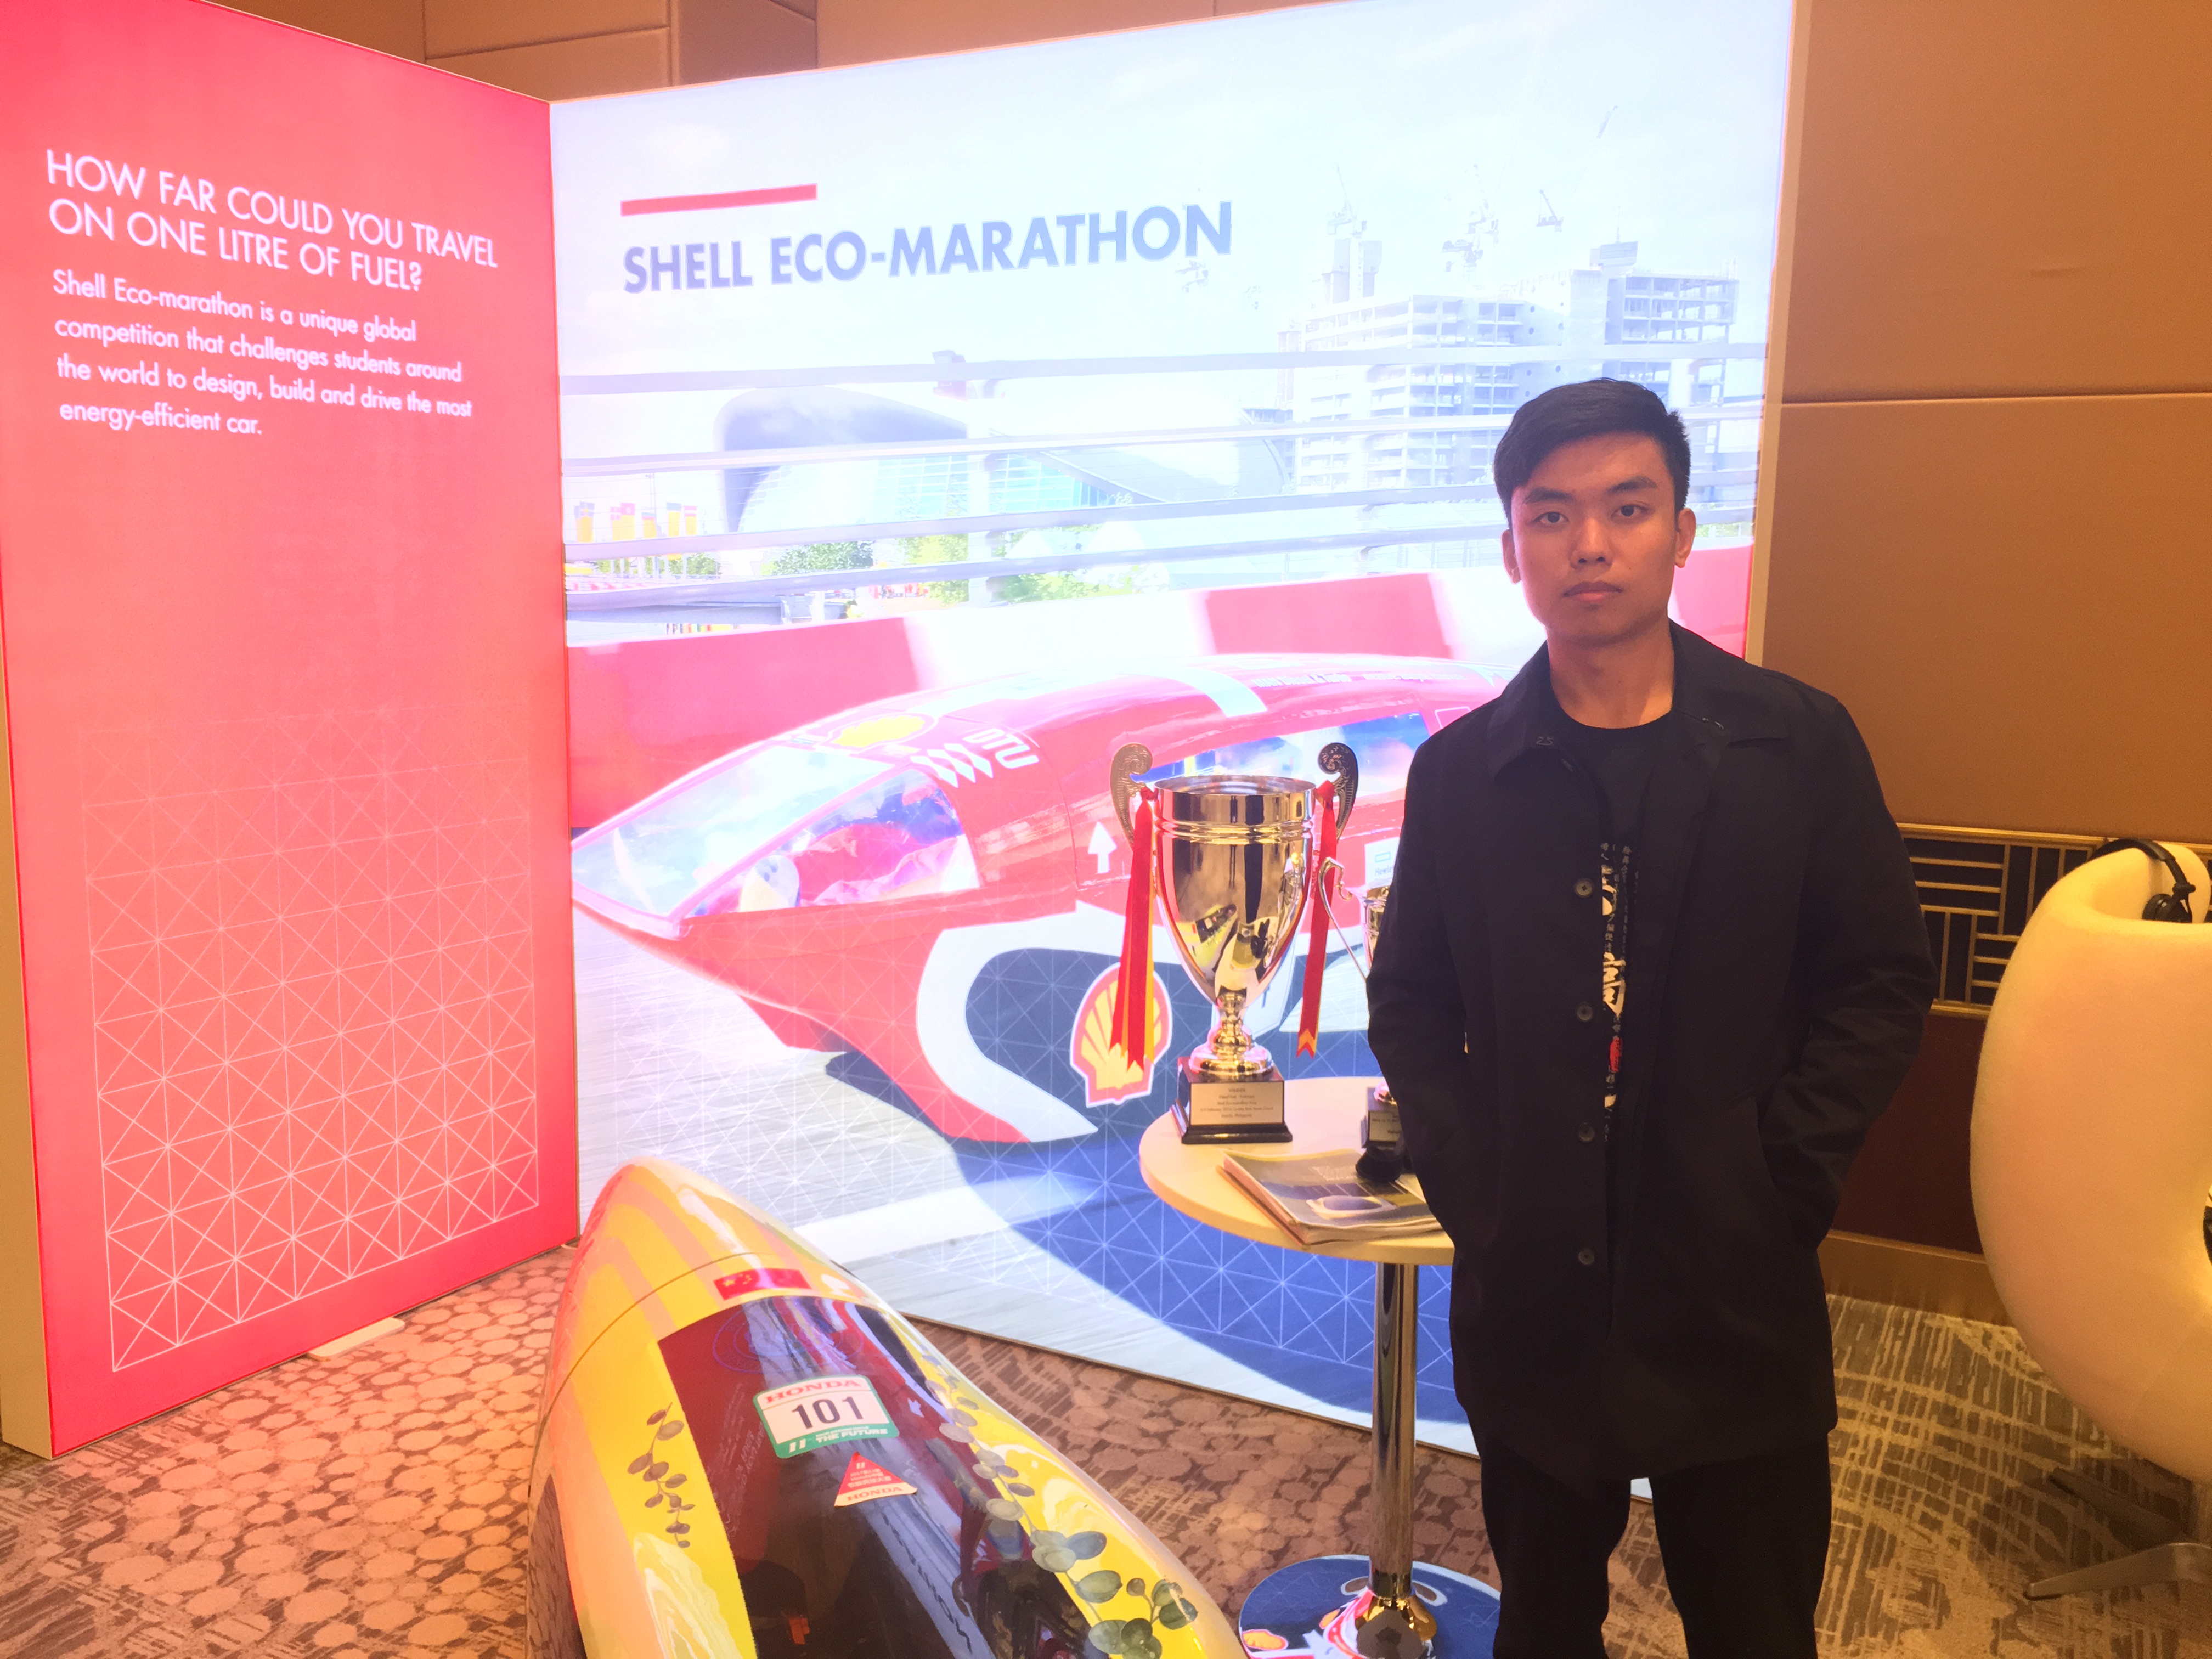 HOW FAR COULD YOU TRAVEL
ON ONE LITRE OF FUEL?
Shell Eco-marathon is a unique global
competition that challenges students around
the world to design, build and drive the most
energy-efficient car.
SHELL ECO-MARATHON
DTU
HONDA
101
THE FUTURE
HONDA